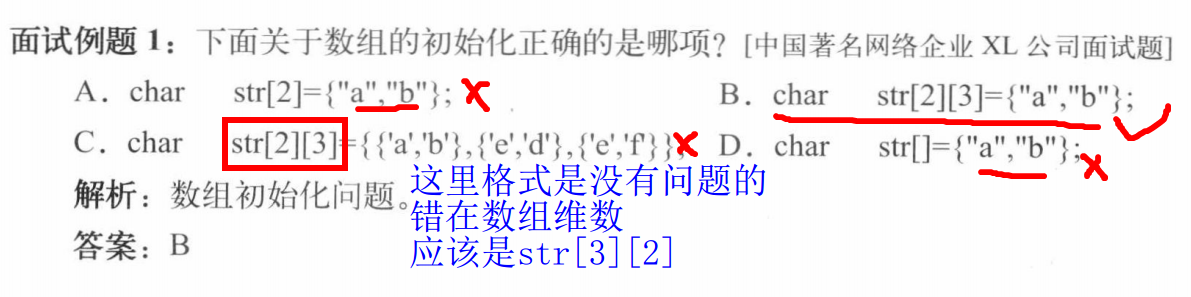 面试例题 1：下面关于数组的初始化正确的是哪项？[中国著名网络企业 XL 公司面试题]
A．char str[2]={"a","b"}; B．char str[2][3]={"a","b"};
C．char str[2][3]={{'a','b'},{'e','d'},{'e','f'}}; D．char str[]={"a","b"};
解析：数组初始化问题。
答案：B
这里格式是没有问题的
错在数组维数
应该是str[3][2]